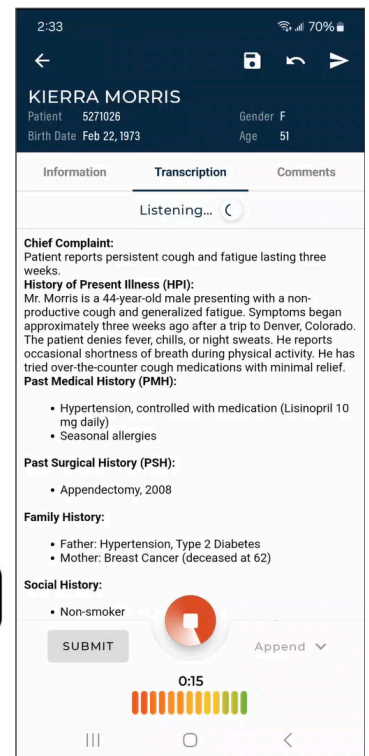 2:33 70%
KIERRA MORRIS
Patient 5271026 Gender F
Birth Date Feb 22, 1973 Age 51
Information Transcription Comments
Listening...
Chief Complaint:
Patient reports persistent cough and fatigue lasting three
weeks.
History of Present Illness (HPI):
Mr. Morris is a 44-year-old male presenting with a non-
productive cough and generalized fatigue. Symptoms began
approximately three weeks ago after a trip to Denver, Colorado.
The patient denies fever, chills, or night sweats. He reports
occasional shortness of breath during physical activity. He has
tried over-the-counter cough medications with minimal relief.
Past Medical History (PMH):
• Hypertension, controlled with medication (Lisinopril 10
mg daily)
• Seasonal allergies
Past Surgical History (PSH):
• Appendectomy, 2008
Family History:
• Father: Hypertension, Type 2 Diabetes
• Mother: Breast Cancer (deceased at 62)
Social History:
• Non-smoker
SUBMIT Append
0:15